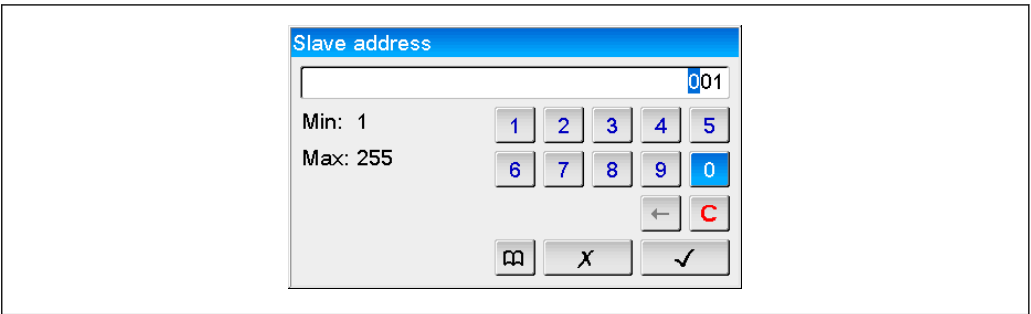 Slave address
001
Min: 1
Max: 255
1 2 3 4 5
6 7 8 9 0
← C
X ✓